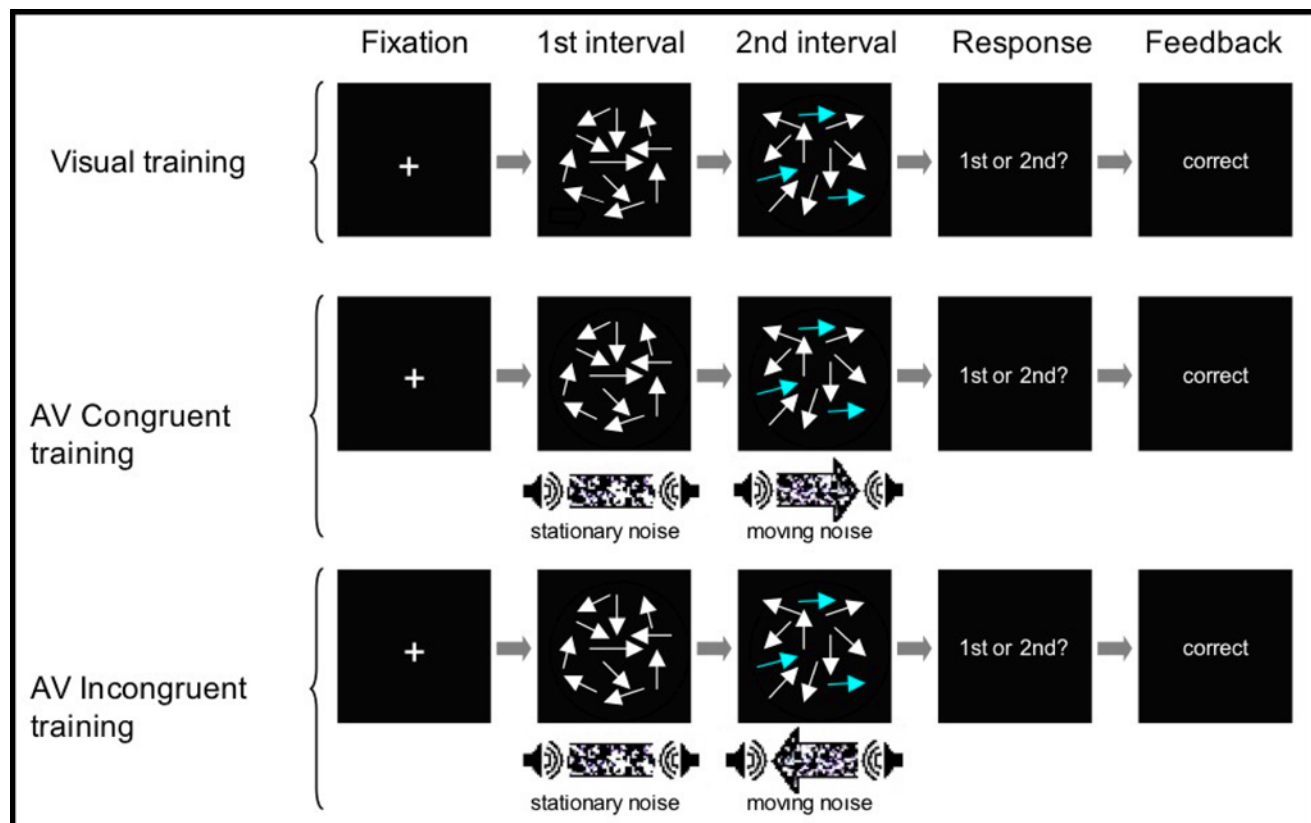 Fixation
1st interval
2nd interval
Response
Feedback
Visual training
1st or 2nd?
correct
AV Congruent
training
1st or 2nd?
correct
stationary noise
moving noise
AV Incongruent
training
1st or 2nd?
correct
stationary noise
moving noise